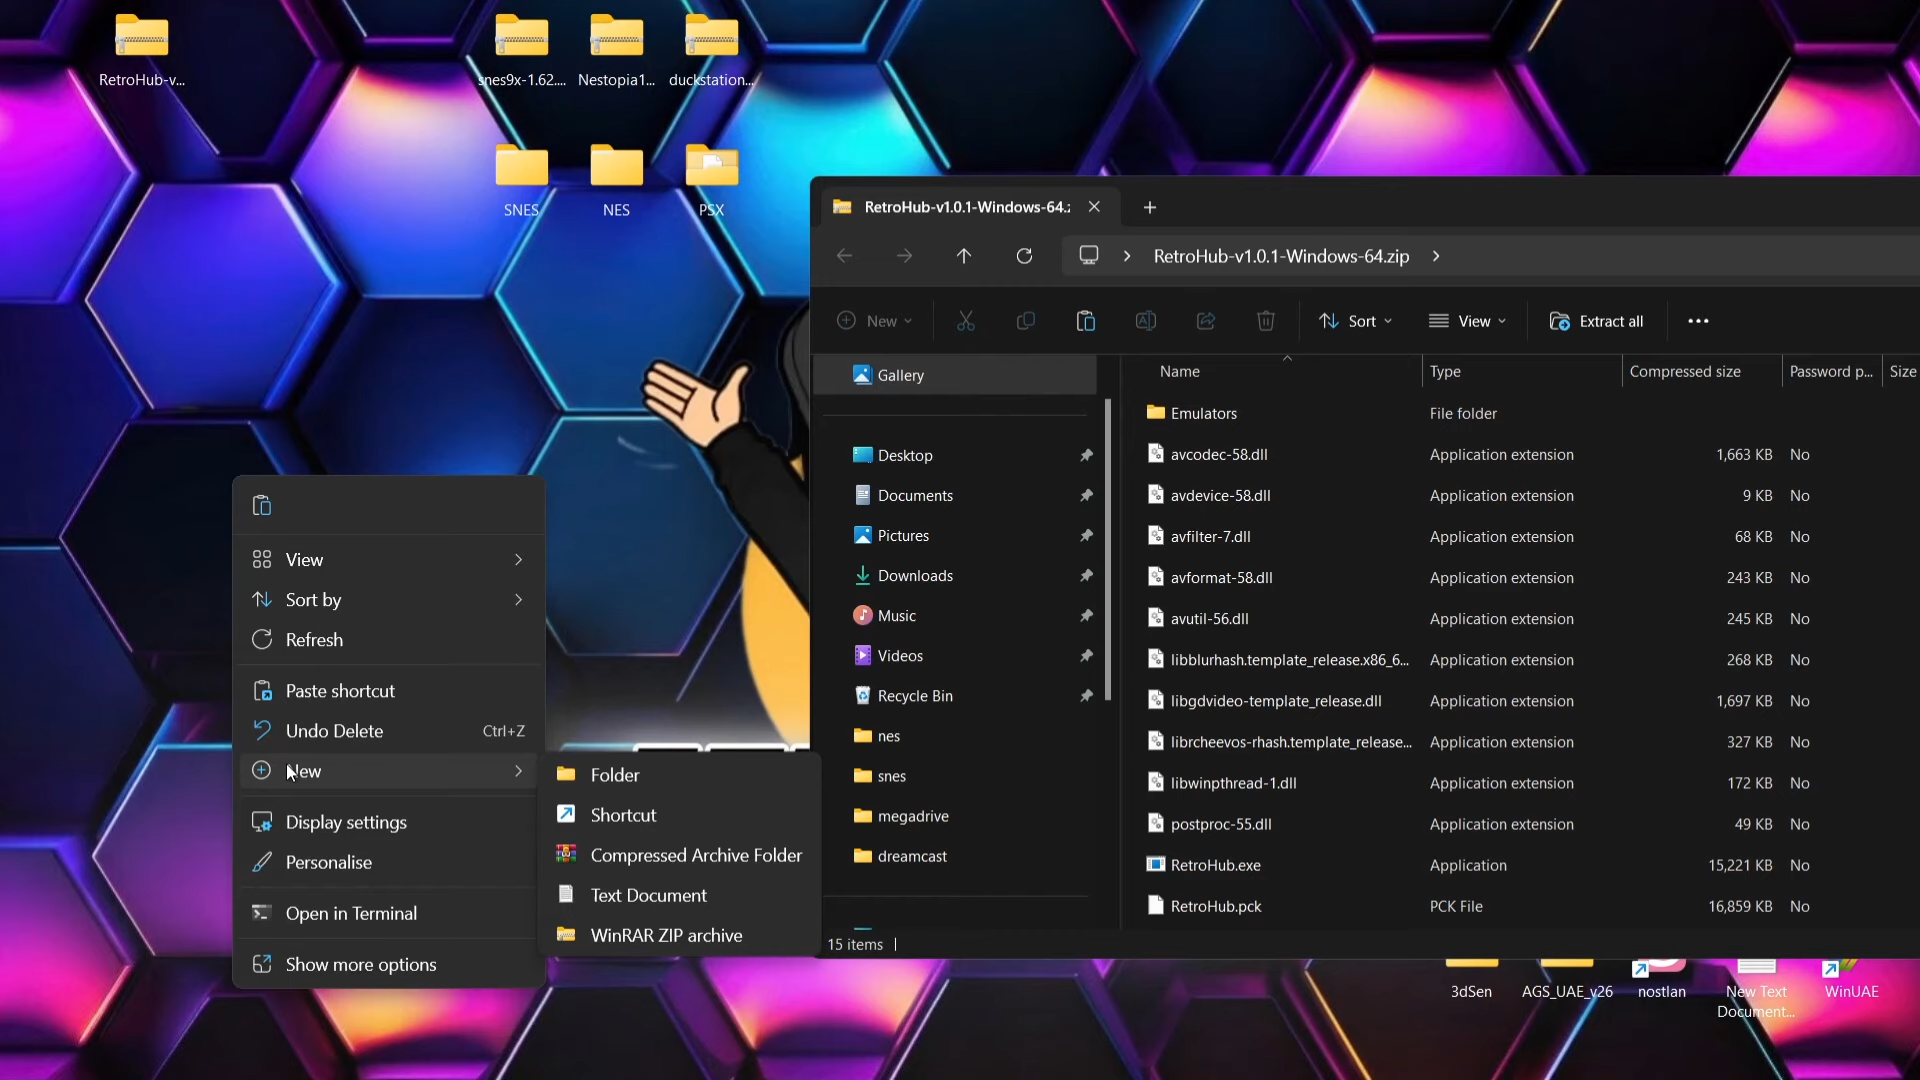 RetroHub-v...
snes9x-1.62....
Nestopia1...
duckstation...
SNES
NES
PSX
RetroHub-v1.0.1-Windows-64.z
RetroHub-v1.0.1-Windows-64.zip
New
Sort
View
Extract all
Gallery
Desktop
Documents
Pictures
Downloads
Music
Videos
Recycle Bin
nes
snes
megadrive
dreamcast
Name Type Compressed size Password p... Size
Emulators File folder
avcodec-58.dll Application extension 1,663 KB No
avdevice-58.dll Application extension 9 KB No
avfilter-7.dll Application extension 68 KB No
avformat-58.dll Application extension 243 KB No
avutil-56.dll Application extension 245 KB No
libblurhash.template_release.x86_6... Application extension 268 KB No
libgdvideo-template_release.dll Application extension 1,697 KB No
librcheevos-rhash.template_release... Application extension 327 KB No
libwinpthread-1.dll Application extension 172 KB No
postproc-55.dll Application extension 49 KB No
RetroHub.exe Application 15,221 KB No
RetroHub.pck PCK File 16,859 KB No
15 items
View
Sort by
Refresh
Paste shortcut
Undo Delete Ctrl+Z
New
Display settings
Personalise
Open in Terminal
Show more options
Folder
Shortcut
Compressed Archive Folder
Text Document
WinRAR ZIP archive
3dSen
AGS_UAE_v26
nostlan
New Text
Document...
WinUAE